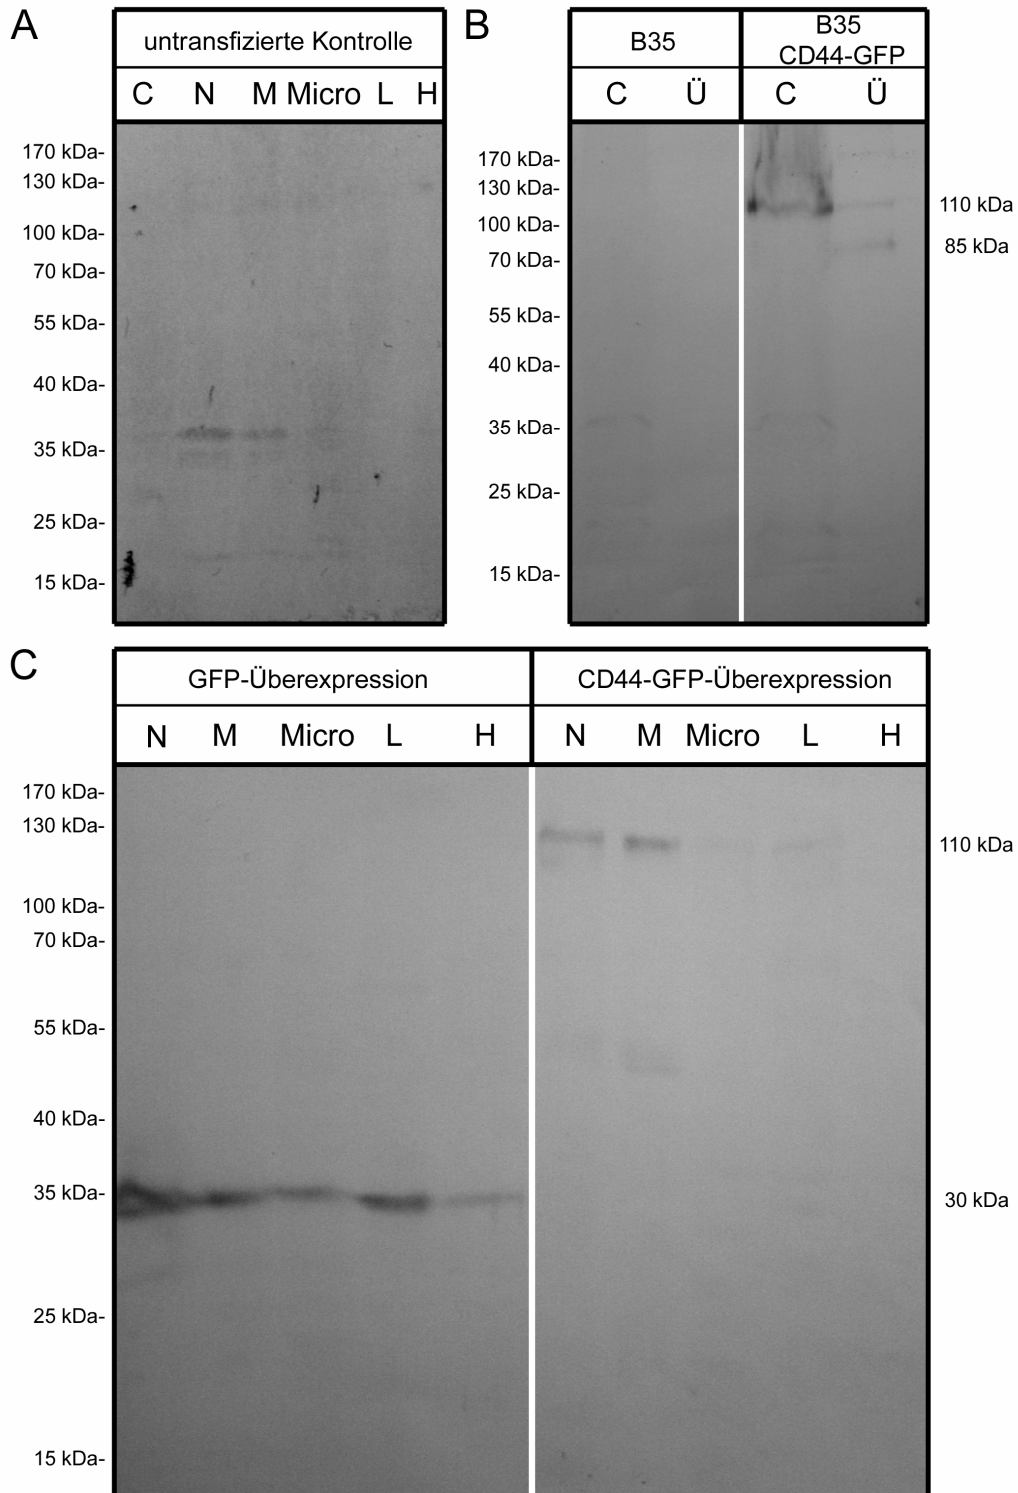 A
untransfizierte Kontrolle
C N M Micro L H
170 kDa-
130 kDa-
100 kDa-
70 kDa-
55 kDa-
40 kDa-
35 kDa-
25 kDa-
15 kDa-
B
B35
B35
CD44-GFP
C Ü C Ü
170 kDa-
130 kDa-
100 kDa-
70 kDa-
55 kDa-
40 kDa-
35 kDa-
25 kDa-
15 kDa-
110 kDa
85 kDa
C
GFP-Überexpression
CD44-GFP-Überexpression
N M Micro L H
N M Micro L H
170 kDa-
130 kDa-
100 kDa-
70 kDa-
55 kDa-
40 kDa-
35 kDa-
25 kDa-
15 kDa-
110 kDa
30 kDa